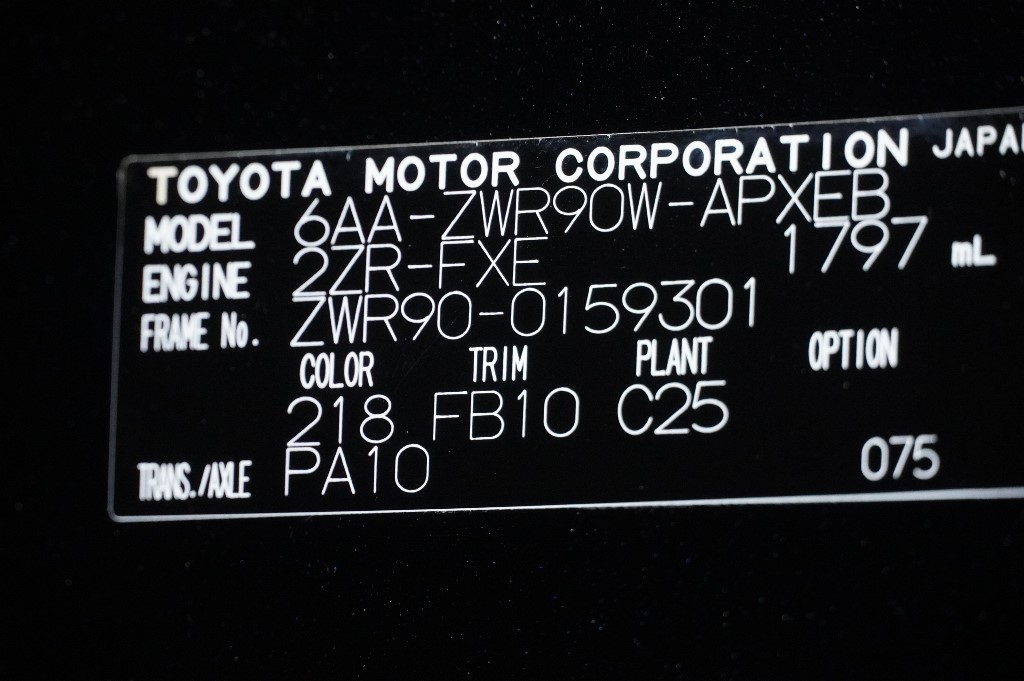 TOYOTA MOTOR CORPORATION JAPA
MODEL 6AA-ZWR90W-APXEB
ENGINE 2ZR-FXE 1797 mL
FRAME No. ZWR90-0159301
COLOR TRIM PLANT OPTION
218 FB10 C25
TRANS./AXLE PA10 075